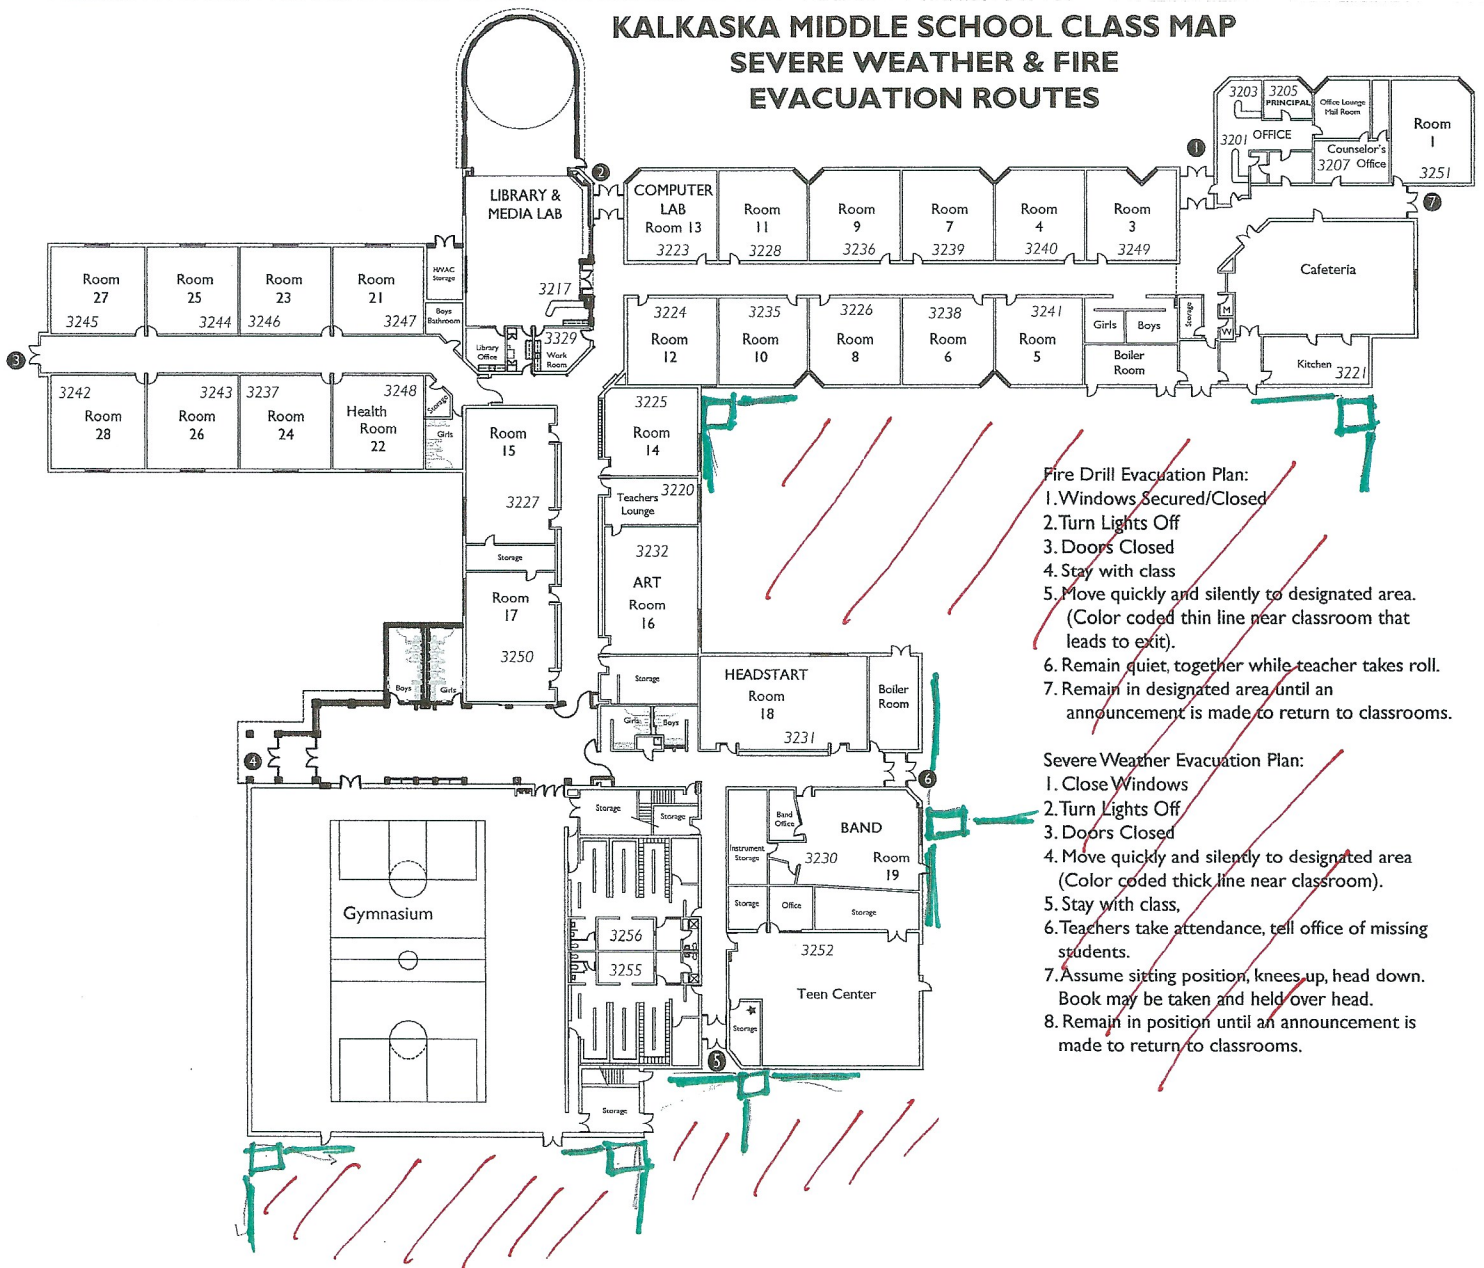 KALKASKA MIDDLE SCHOOL CLASS MAP
SEVERE WEATHER & FIRE
EVACUATION ROUTES
3203
3205
PRINCIPAL
Office Lounge
Mail Room
OFFICE
3201
Counselor's
Office
3207
Room
1
3251
1
2
7
LIBRARY &
MEDIA LAB
3217
COMPUTER
LAB
Room 13
3223
Room
11
3228
Room
9
3236
Room
7
3239
Room
4
3240
Room
3
3249
Cafeteria
Room
27
3245
Room
25
3244
Room
23
3246
Room
21
3247
HVAC
Storage
Boys
Bathroom
Library
Office
3329
Work
Room
3224
Room
12
3235
Room
10
3226
Room
8
3238
Room
6
3241
Room
5
Girls
Boys
Boiler
Room
Storage
M
W
Kitchen
3221
3
3242
Room
28
3243
Room
26
3237
Room
24
3248
Health
Room
22
Storage
Girls
Room
15
3227
3225
Room
14
Teachers
Lounge
3220
Storage
3232
ART
Room
16
Room
17
3250
Boys
Girls
Storage
HEADSTART
Room
18
3231
Boiler
Room
Girls
Boys
4
6
Fire Drill Evacuation Plan:
1. Windows Secured/Closed
2. Turn Lights Off
3. Doors Closed
4. Stay with class
5. Move quickly and silently to designated area.
(Color coded thin line near classroom that
leads to exit).
6. Remain quiet, together while teacher takes roll.
7. Remain in designated area until an
announcement is made to return to classrooms.
Severe Weather Evacuation Plan:
1. Close Windows
2. Turn Lights Off
3. Doors Closed
4. Move quickly and silently to designated area
(Color coded thick line near classroom).
5. Stay with class,
6. Teachers take attendance, tell office of missing
students.
7. Assume sitting position, knees up, head down.
Book may be taken and held over head.
8. Remain in position until an announcement is
made to return to classrooms.
Storage
Storage
Band
Office
BAND
Instrument
Storage
3230
Room
19
Storage
Office
Storage
Gymnasium
3256
3255
3252
Teen Center
Storage
5
Storage